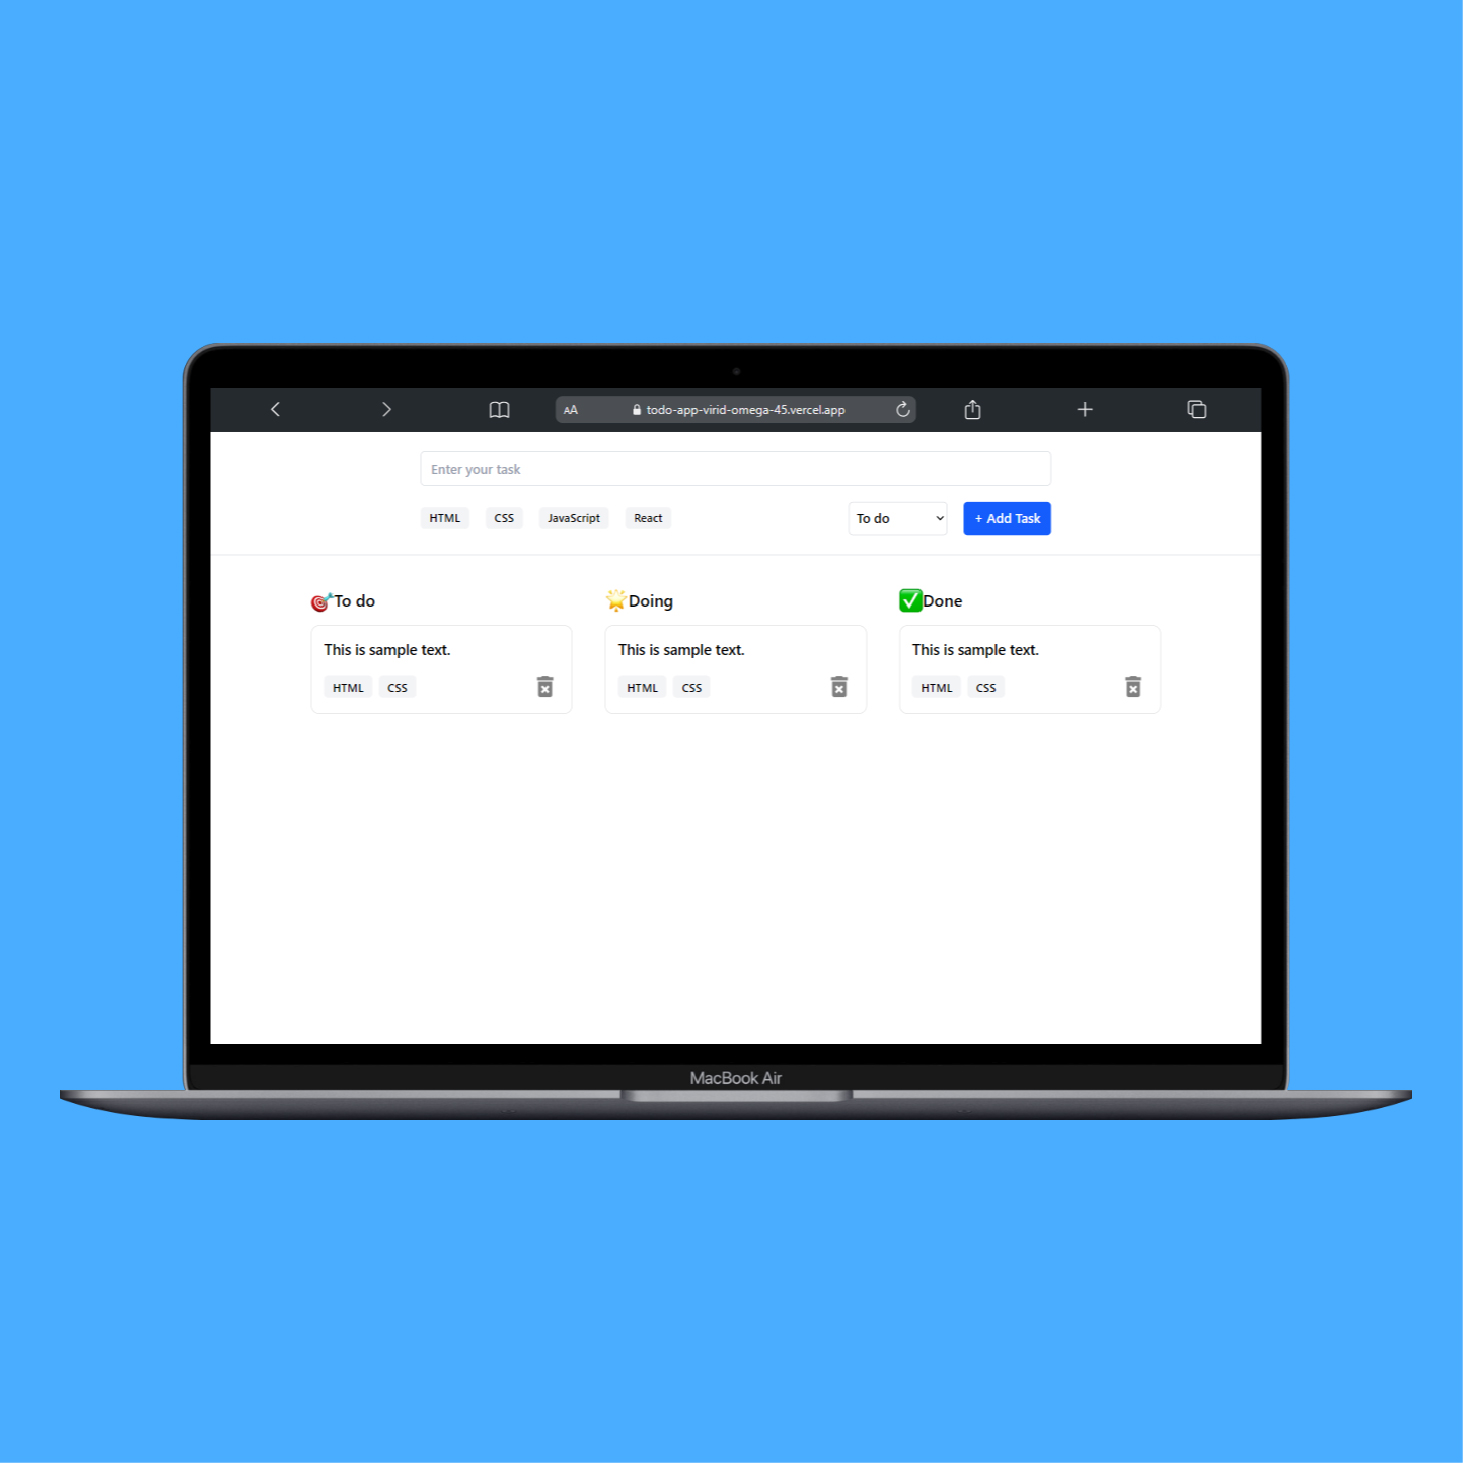 AA todo-app-virid-omega-45.vercel.app
Enter your task
HTML CSS JavaScript React To do + Add Task
To do Doing Done
This is sample text. This is sample text. This is sample text.
HTML CSS HTML CSS HTML CSS
MacBook Air